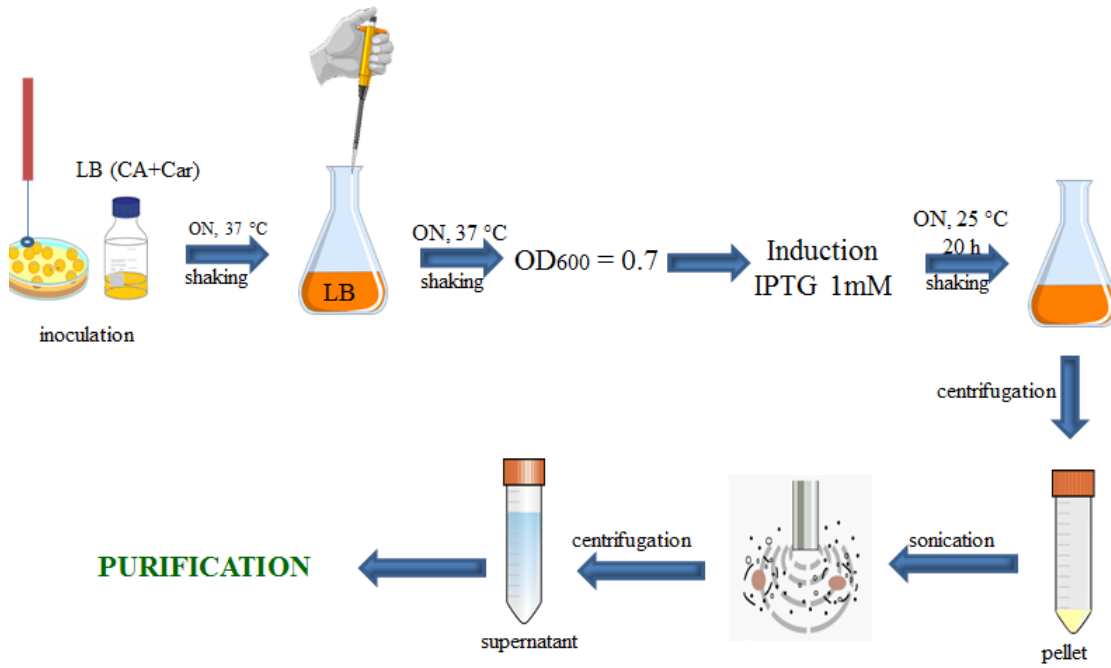 LB (CA+Car)
inoculation
ON, 37 °C
shaking
LB
ON, 37 °C
shaking
OD600 = 0.7
Induction
IPTG 1mM
ON, 25 °C
20 h
shaking
centrifugation
pellet
sonication
centrifugation
supernatant
PURIFICATION